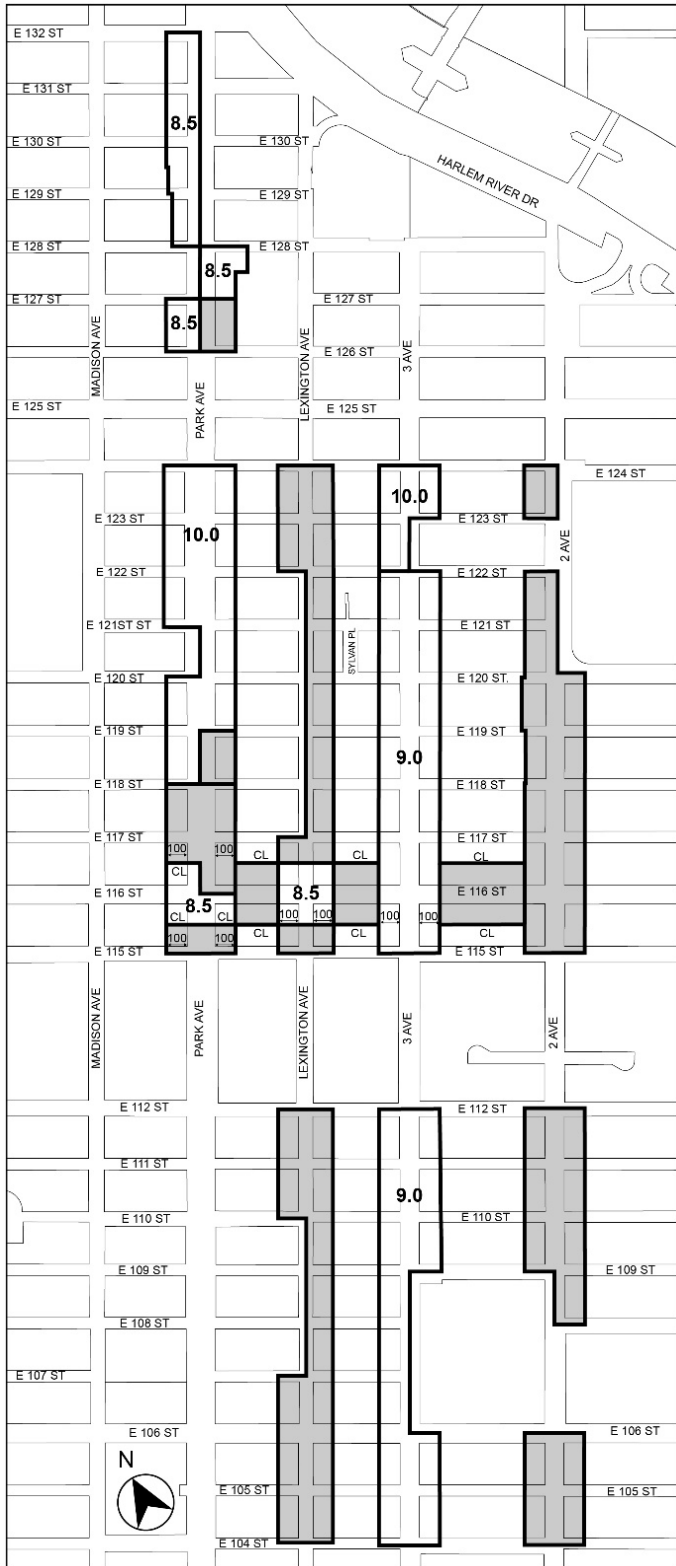 E 132 ST
E 131 ST
8.5
E 130 ST
E 130 ST
HARLEM RIVER DR
E 129 ST
E 129 ST
E 128 ST
E 128 ST
8.5
E 127 ST
E 127 ST
8.5
MADISON AVE
LEXINGTON AVE
3 AVE
E 126 ST
PARK AVE
E 125 ST
E 125 ST
E 124 ST
10.0
E 123 ST
E 123 ST
10.0
2 AVE
E 122 ST
E 122 ST
E 121ST ST
E 121 ST
SYLVAN PL
E 120 ST
E 120 ST.
E 119 ST
E 119 ST
9.0
E 118 ST
E 118 ST
E 117 ST
E 117 ST
100
100
CL
CL
CL
CL
E 116 ST
8.5
E 116 ST
8.5
CL
CL
100
100
100
100
100
100
CL
CL
CL
E 115 ST
E 115 ST
MADISON AVE
PARK AVE
LEXINGTON AVE
3 AVE
2 AVE
E 112 ST
E 112 ST
E 111 ST
9.0
E 110 ST
E 110 ST
E 109 ST
E 109 ST
E 108 ST
E 107 ST
E 106 ST
E 106 ST
N
E 105 ST
E 105 ST
E 104 ST